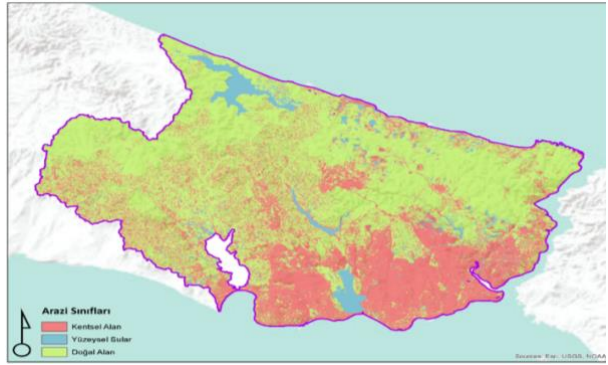 Arazi Sınıfları
Kentsel Alan
Yüzeysel Sular
Doğal Alan
Sources: Esri, USGS, NOAA